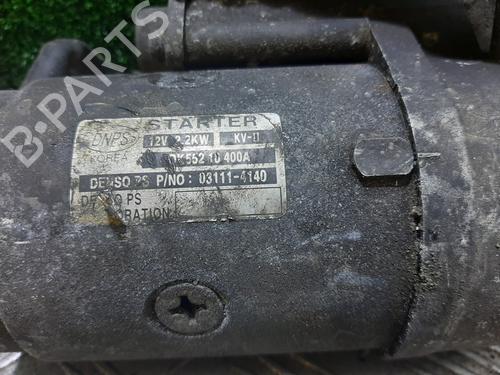 STARTER
DNPS
12V 2.2KW KV-II
KOREA
K552 18 400A
DENSO PS P/NO : 03111-4140
DENSO PS
CORPORATION
B-PARTS